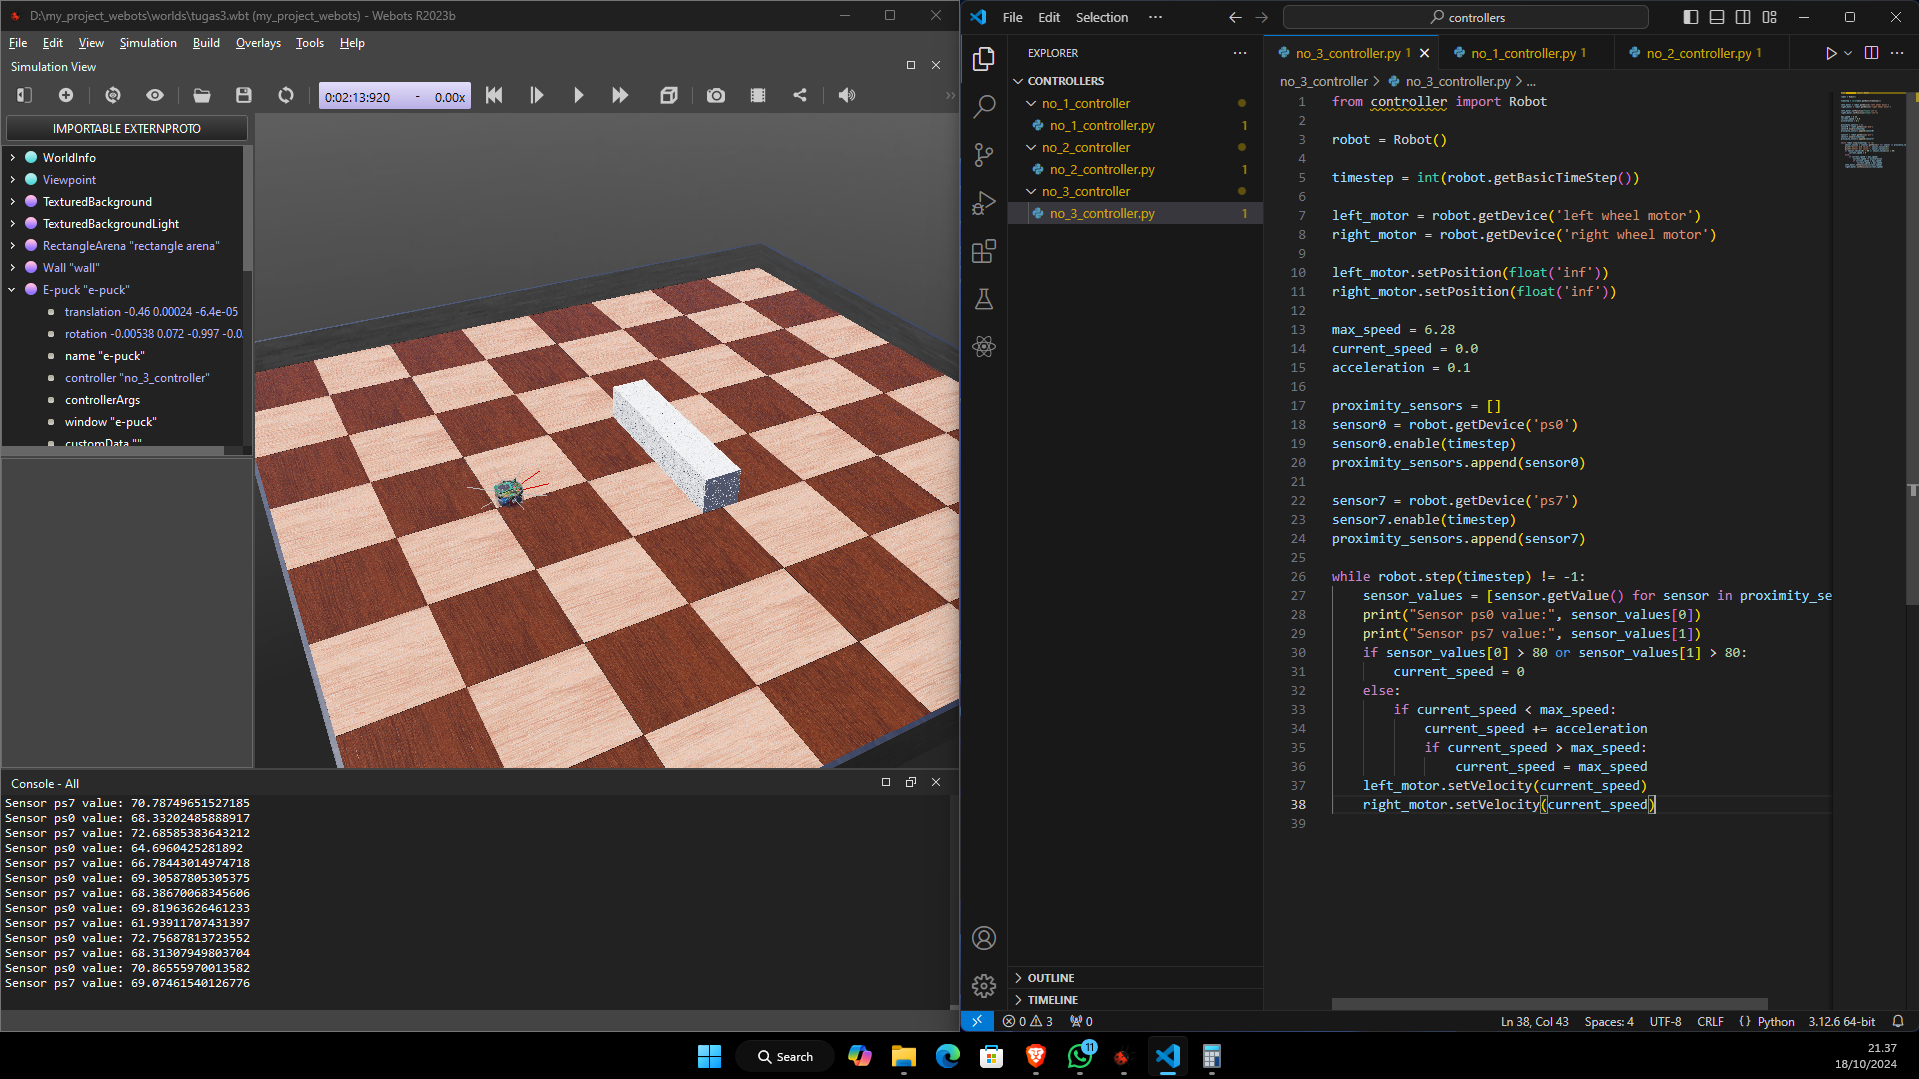 D:\my_project_webots\worlds\tugas3.wbt (my_project_webots) - Webots R2023b
File Edit View Simulation Build Overlays Tools Help
Simulation View
0:02:13:920 - 0.00x
IMPORTABLE EXTERNPROTO
WorldInfo
Viewpoint
TexturedBackground
TexturedBackgroundLight
RectangleArena "rectangle arena"
Wall "wall"
E-puck "e-puck"
translation -0.46 0.00024 -6.4e-05
rotation -0.00538 0.072 -0.997 -0.0
name "e-puck"
controller "no_3_controller"
controllerArgs
window "e-puck"
customData ""
Console - All
Sensor ps7 value: 70.78749651527185
Sensor ps0 value: 68.33202485888917
Sensor ps7 value: 72.68585383643212
Sensor ps0 value: 64.6960425281892
Sensor ps7 value: 66.78443014974718
Sensor ps0 value: 69.30587805305375
Sensor ps7 value: 68.38670068345606
Sensor ps0 value: 69.81963626461233
Sensor ps7 value: 61.93911707431397
Sensor ps0 value: 72.75687813723552
Sensor ps7 value: 68.31307949803704
Sensor ps0 value: 70.86555970013582
Sensor ps7 value: 69.07461540126776
File Edit Selection ···
controllers
EXPLORER
CONTROLLERS
no_1_controller
no_1_controller.py 1
no_2_controller
no_2_controller.py 1
no_3_controller
no_3_controller.py 1
OUTLINE
TIMELINE
no_3_controller.py 1
no_1_controller.py 1
no_2_controller.py 1
no_3_controller > no_3_controller.py > ...
1 from controller import Robot
2
3 robot = Robot()
4
5 timestep = int(robot.getBasicTimeStep())
6
7 left_motor = robot.getDevice('left wheel motor')
8 right_motor = robot.getDevice('right wheel motor')
9
10 left_motor.setPosition(float('inf'))
11 right_motor.setPosition(float('inf'))
12
13 max_speed = 6.28
14 current_speed = 0.0
15 acceleration = 0.1
16
17 proximity_sensors = []
18 sensor0 = robot.getDevice('ps0')
19 sensor0.enable(timestep)
20 proximity_sensors.append(sensor0)
21
22 sensor7 = robot.getDevice('ps7')
23 sensor7.enable(timestep)
24 proximity_sensors.append(sensor7)
25
26 while robot.step(timestep) != -1:
27 sensor_values = [sensor.getValue() for sensor in proximity_se
28 print("Sensor ps0 value:", sensor_values[0])
29 print("Sensor ps7 value:", sensor_values[1])
30 if sensor_values[0] > 80 or sensor_values[1] > 80:
31 current_speed = 0
32 else:
33 if current_speed < max_speed:
34 current_speed += acceleration
35 if current_speed > max_speed:
36 current_speed = max_speed
37 left_motor.setVelocity(current_speed)
38 right_motor.setVelocity(current_speed)
39
0 3 0
Ln 38, Col 43 Spaces: 4 UTF-8 CRLF Python 3.12.6 64-bit
Search
11
21.37
18/10/2024